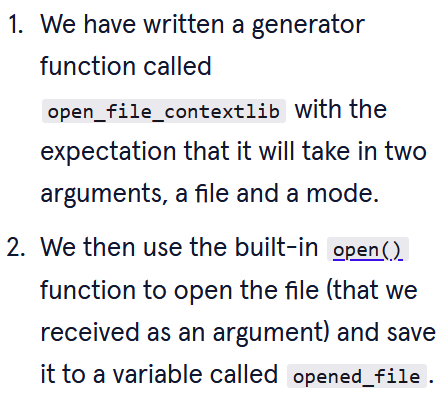 1. We have written a generator
function called
open_file_contextlib with the
expectation that it will take in two
arguments, a file and a mode.
2. We then use the built-in open()
function to open the file (that we
received as an argument) and save
it to a variable called opened_file.